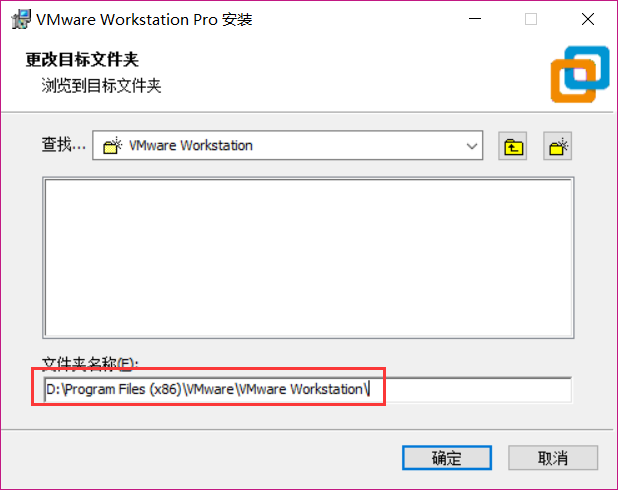 VMware Workstation Pro 安装
更改目标文件夹
浏览到目标文件夹
查找... VMware Workstation
文件夹名称(F):
D:\Program Files (x86)\VMware\VMware Workstation\
确定 取消